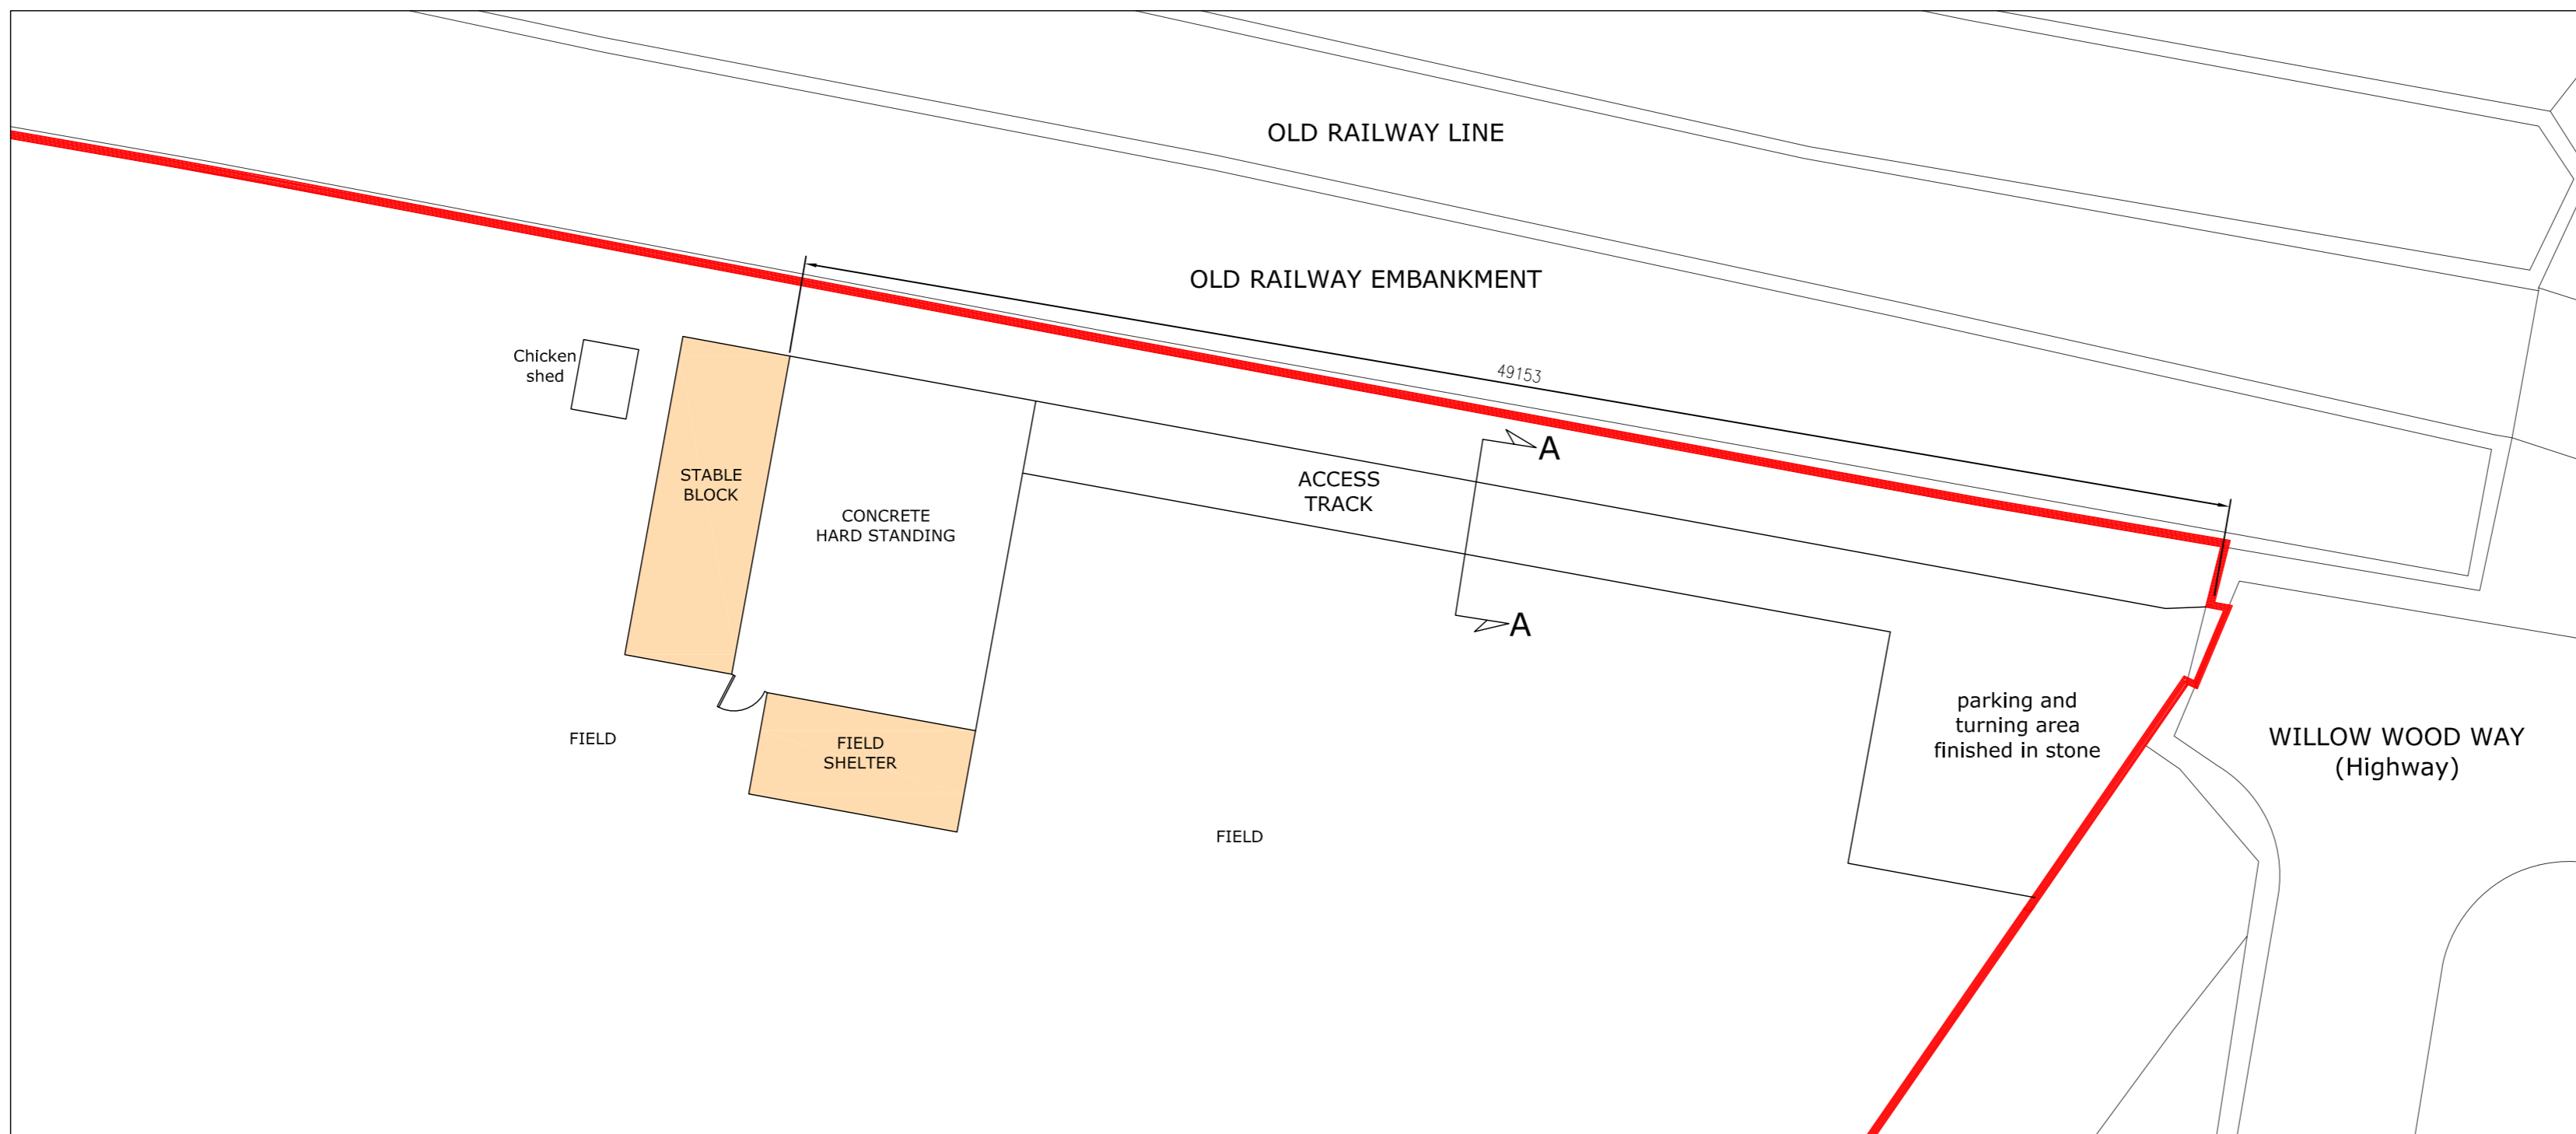 OLD RAILWAY LINE
OLD RAILWAY EMBANKMENT
49153
Chicken
shed
STABLE
BLOCK
CONCRETE
HARD STANDING
ACCESS
TRACK
A
A
parking and
turning area
finished in stone
WILLOW WOOD WAY
(Highway)
FIELD
FIELD
SHELTER
FIELD